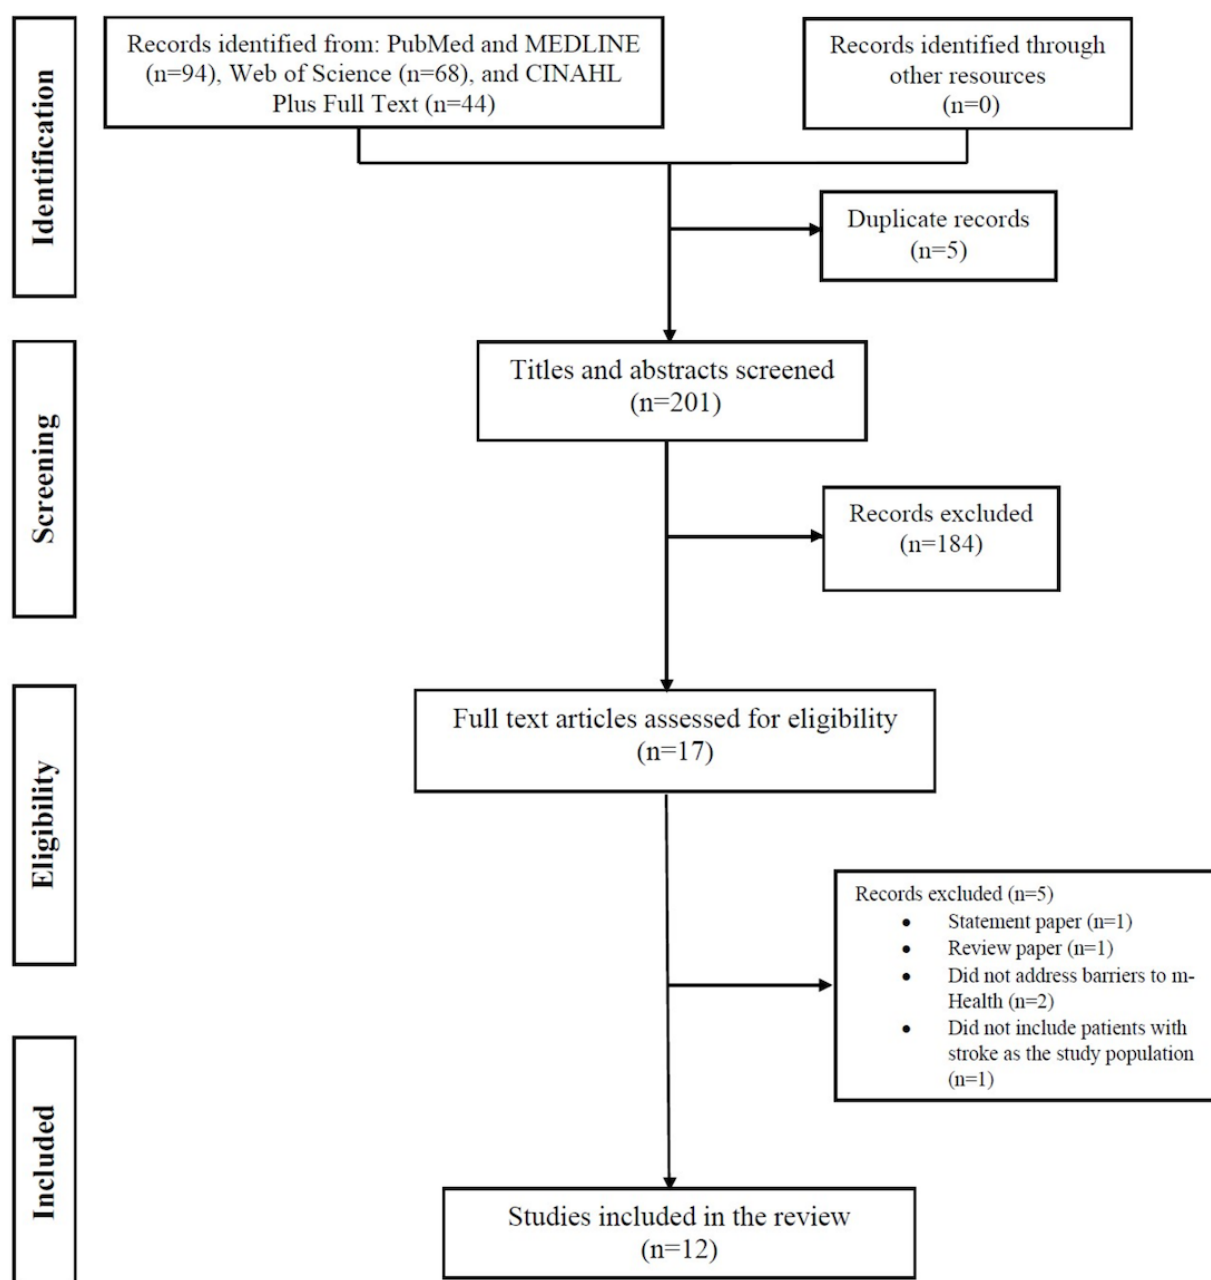 Identification
Records identified from: PubMed and MEDLINE
(n=94), Web of Science (n=68), and CINAHL
Plus Full Text (n=44)
Records identified through
other resources
(n=0)
Duplicate records
(n=5)
Screening
Titles and abstracts screened
(n=201)
Records excluded
(n=184)
Eligibility
Full text articles assessed for eligibility
(n=17)
Records excluded (n=5)
• Statement paper (n=1)
• Review paper (n=1)
• Did not address barriers to m-
Health (n=2)
• Did not include patients with
stroke as the study population
(n=1)
Included
Studies included in the review
(n=12)